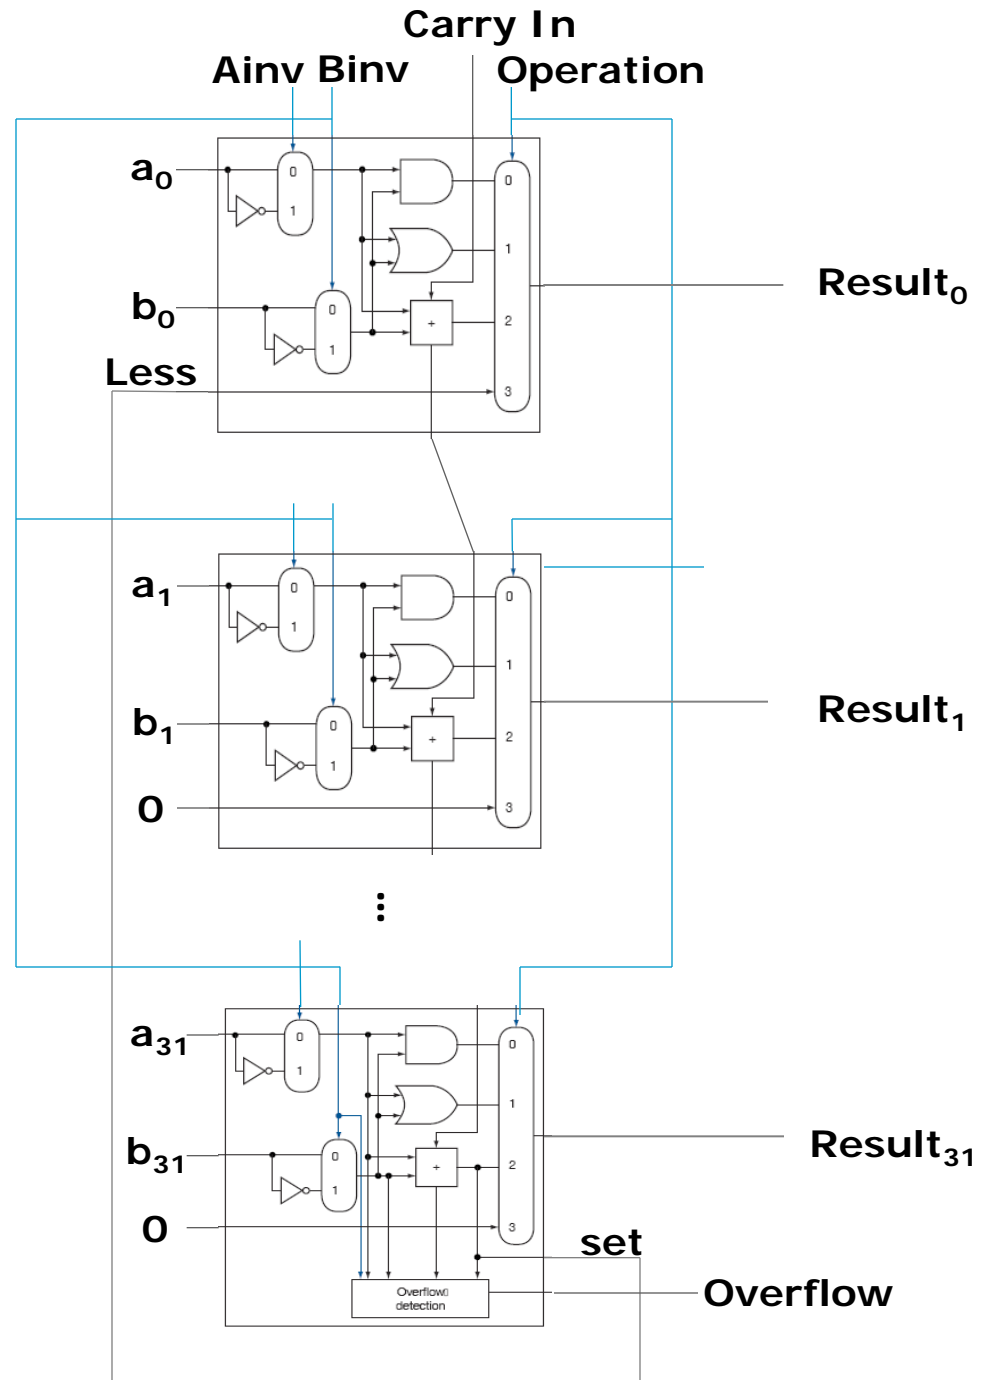 Carry In
Ainv Binv Operation
a0
0
0
1
1
b0
0
Result0
+
2
1
Less
3
a1
0
0
1
1
b1
0
Result1
+
2
1
0
3
⋮
a31
0
0
1
1
b31
0
Result31
+
2
1
0
3
set
Overflow
detection
Overflow